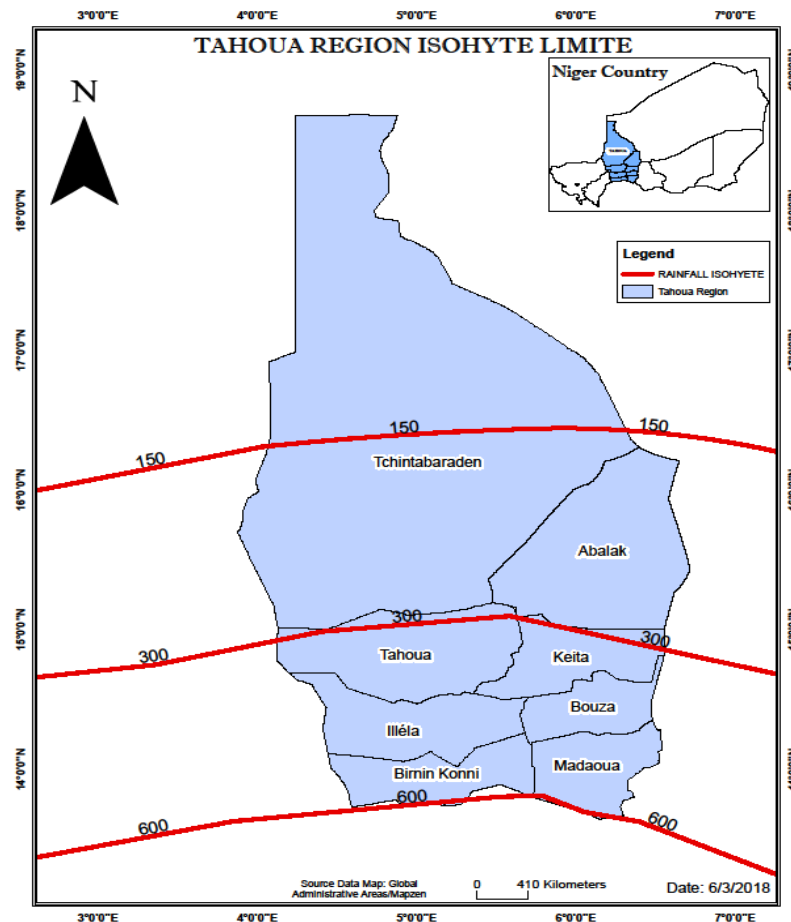 3°0'0"E 4°0'0"E 5°0'0"E 6°0'0"E 7°0'0"E
TAHOUA REGION ISOHYTE LIMITE
N
Niger Country
TAHOUA
Legend
RAINFALL ISOHYETE
Tahoua Region
19°0'0"N
18°0'0"N
17°0'0"N
16°0'0"N
15°0'0"N
14°0'0"N
150 150 150
Tchintabaraden
Abalak
300 300 300
Tahoua
Keita
Bouza
Illéla
Birnin Konni
Madaoua
600 600 600
Source Data Map: Global
Administrative Areas/Mapzen
0 410 Kilometers
Date: 6/3/2018
3°0'0"E 4°0'0"E 5°0'0"E 6°0'0"E 7°0'0"E